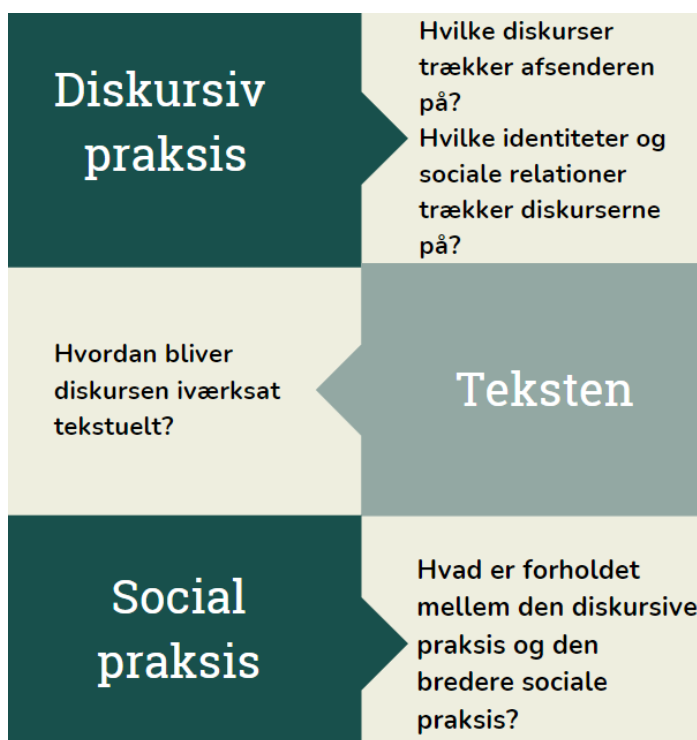 Diskursiv
praksis
Hvilke diskurser
trækker afsenderen
på?
Hvilke identiteter og
sociale relationer
trækker diskurserne
på?
Hvordan bliver
diskursen iværksat
tekstuelt?
Teksten
Social
praksis
Hvad er forholdet
mellem den diskursive
praksis og den
bredere sociale
praksis?